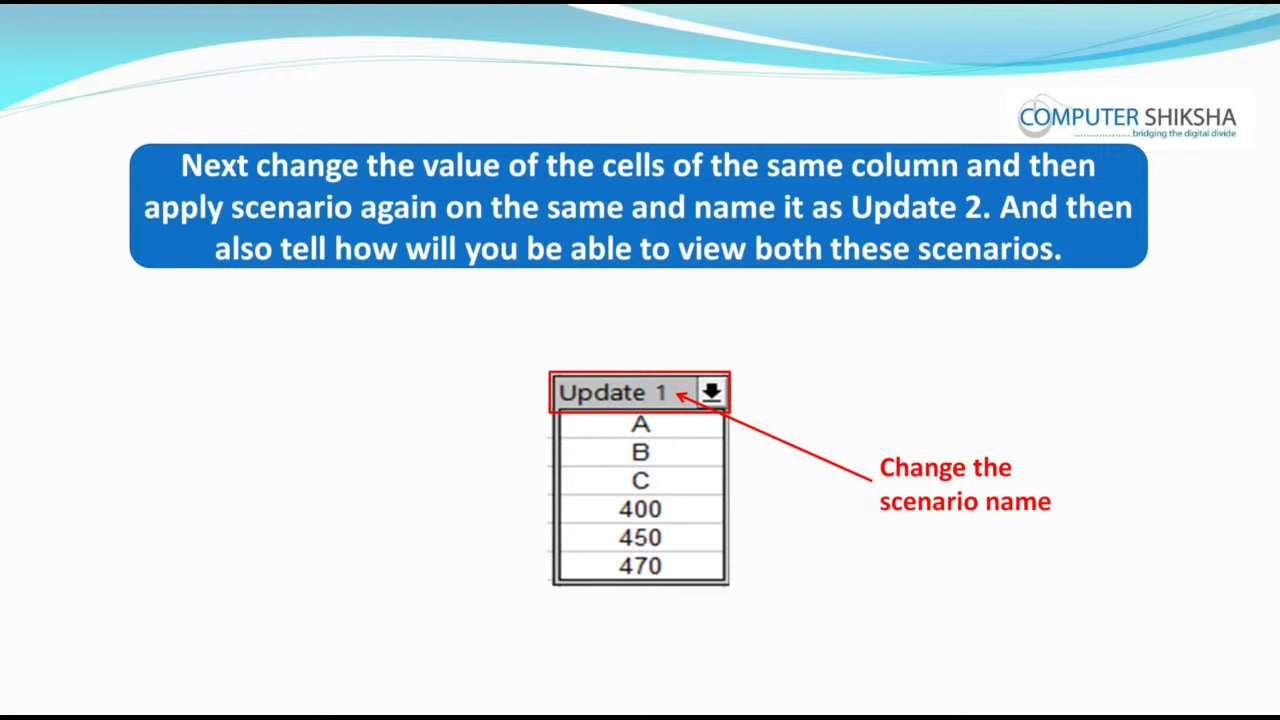 COMPUTER SHIKSHA
bridging the digital divide
Next change the value of the cells of the same column and then
apply scenario again on the same and name it as Update 2. And then
also tell how will you be able to view both these scenarios.
Update 1
A
B
C
400
450
470
Change the
scenario name